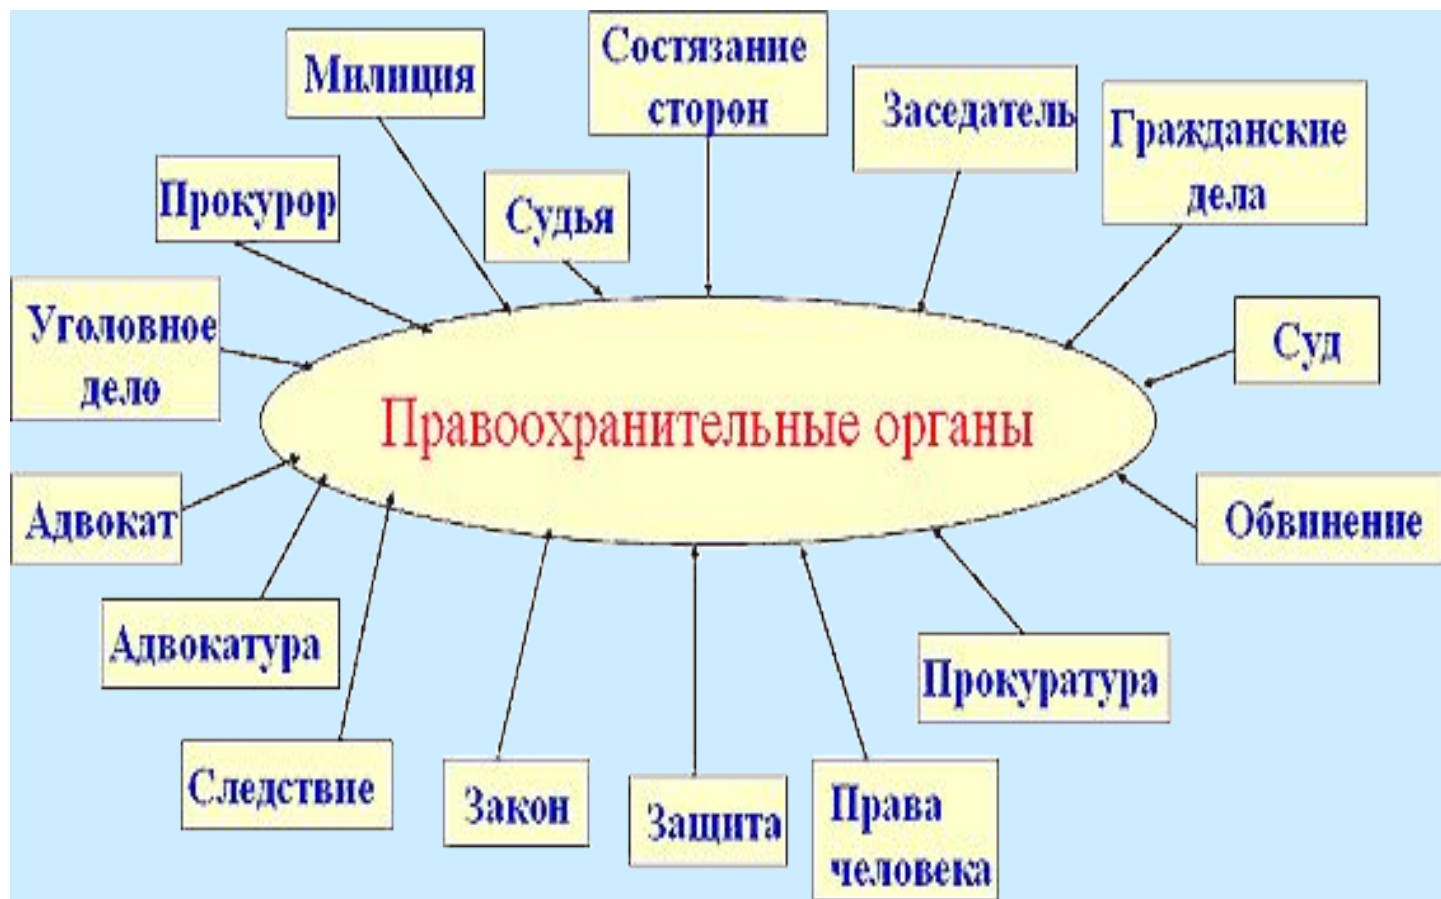 Состязание
сторон
Милиция
Заседатель
Гражданские
дела
Прокурор
Судья
Уголовное
дело
Суд
Правоохранительные органы
Адвокат
Обвинение
Адвокатура
Прокуратура
Следствие
Закон
Защита
Права
человека